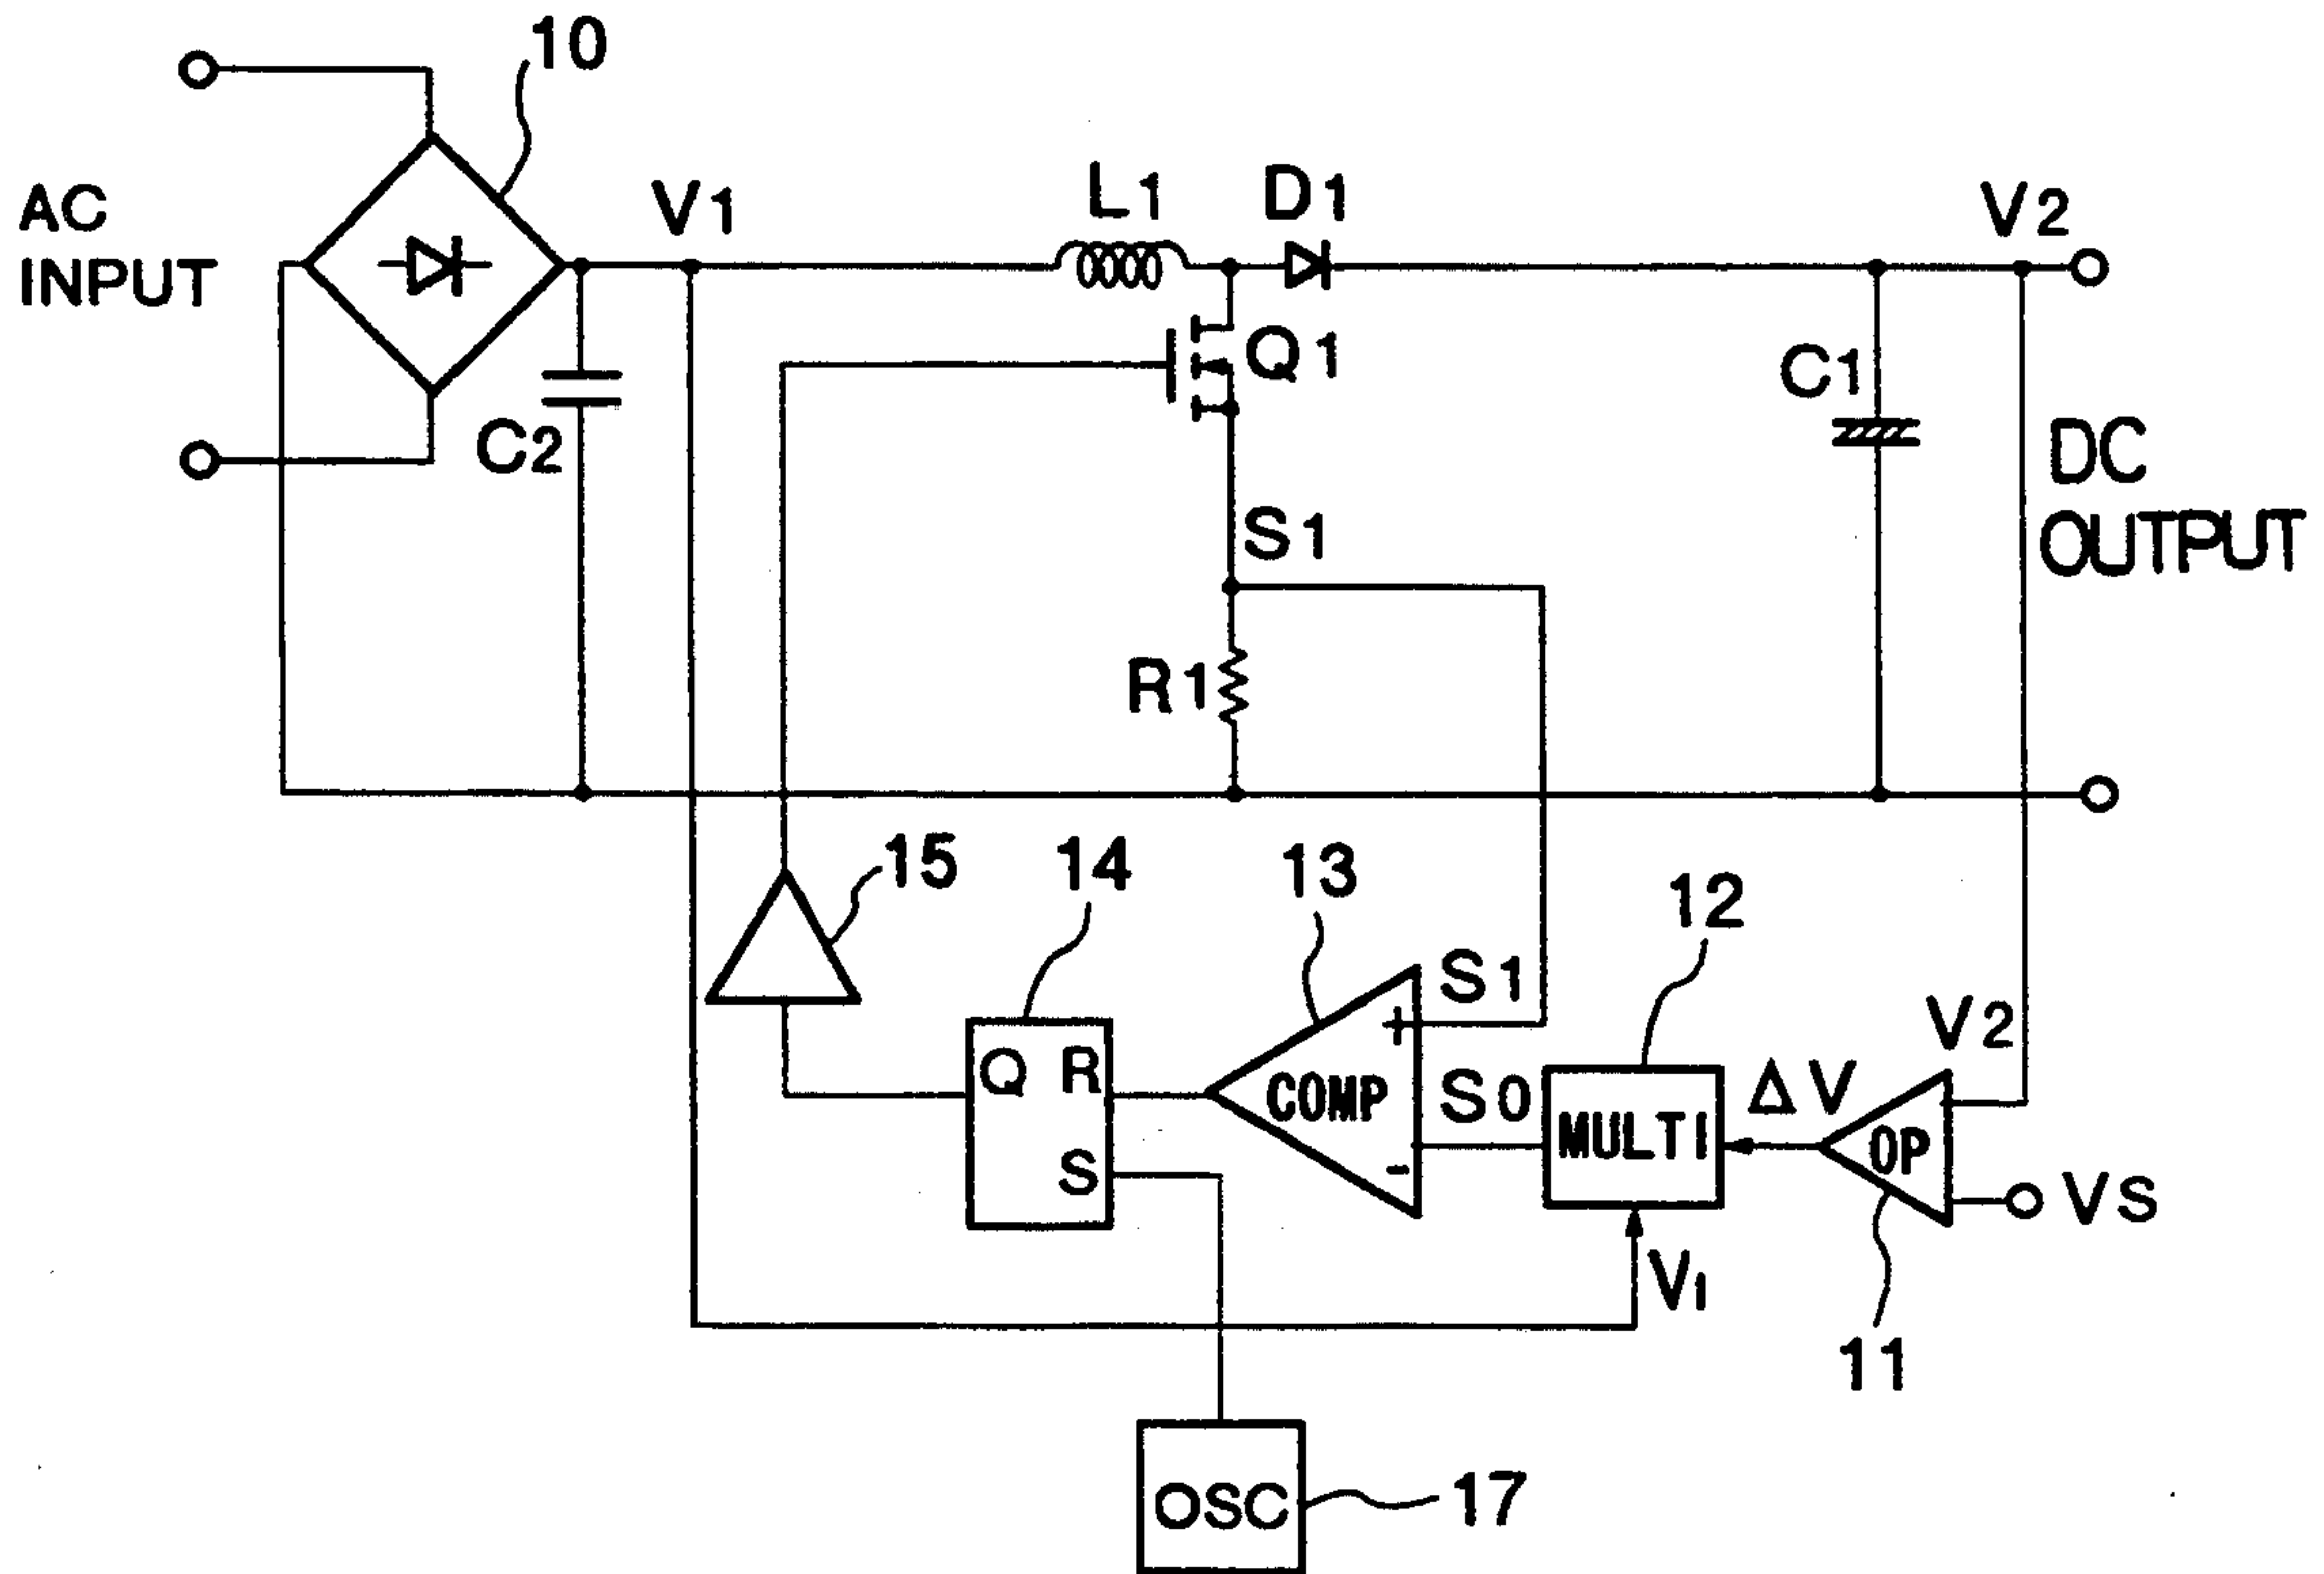 10
AC
INPUT
V1
L1
D1
V2
Q1
C1
C2
DC
OUTPUT
S1
R1
15
14
13
12
S1
V2
Q
R
COMP
S0
MULTI
ΔV
OP
+
-
S
VS
V1
11
OSC
17